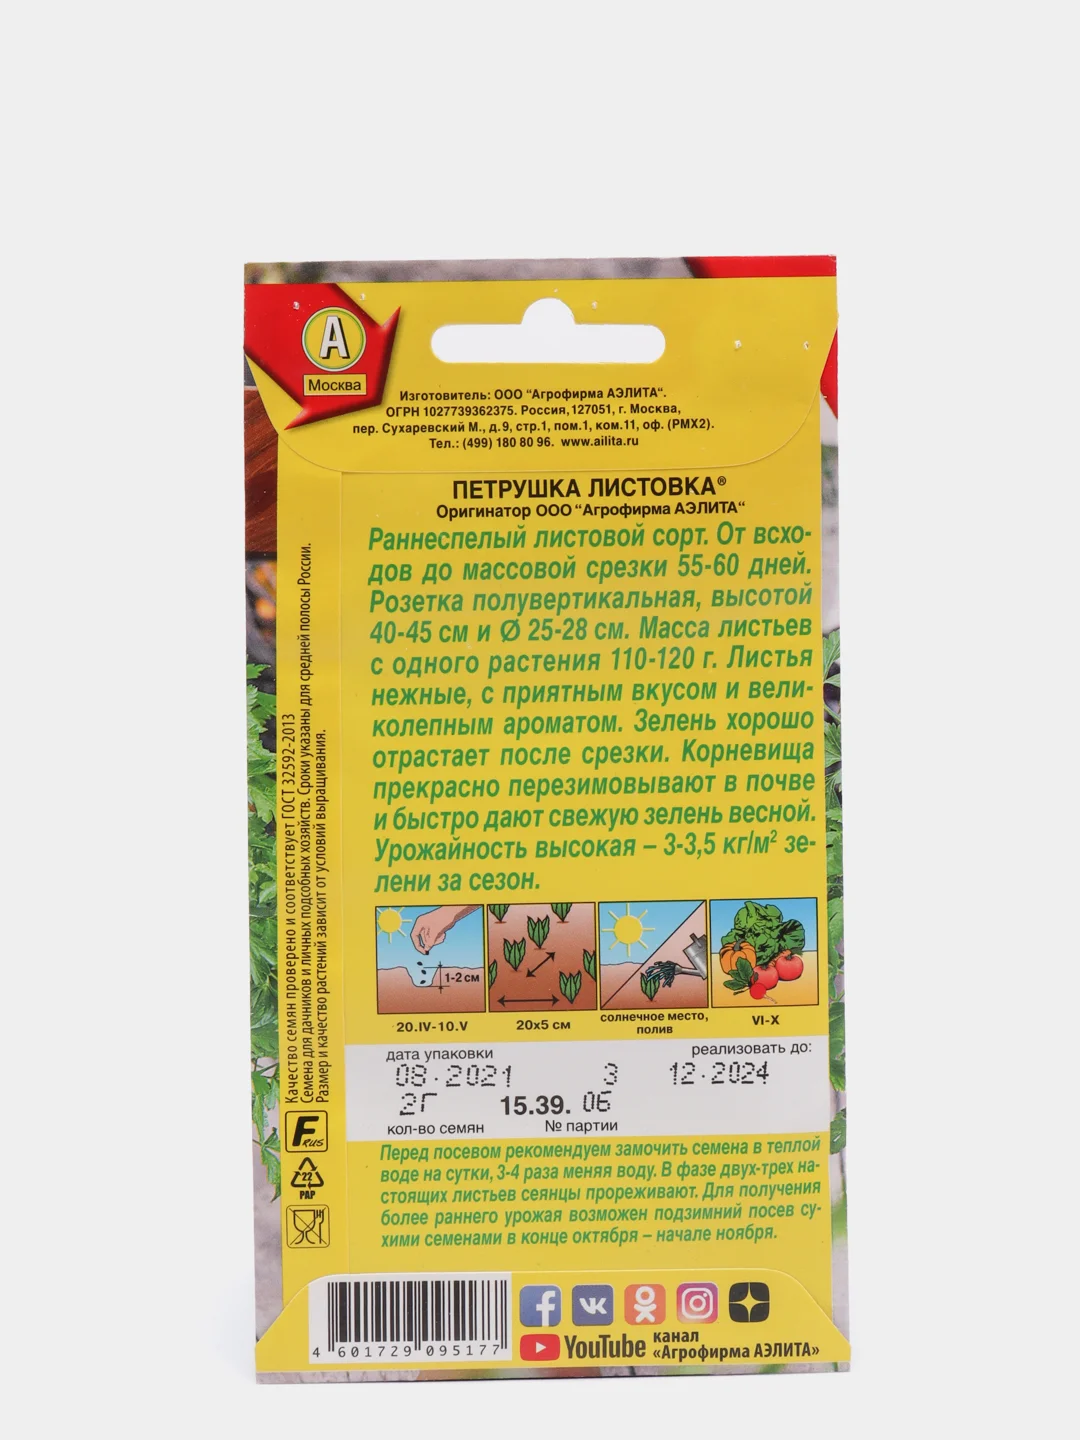 А
Москва
Изготовитель: ООО "Агрофирма АЭЛИТА".
ОГРН 1027739362375. Россия, 127051, г. Москва,
пер. Сухаревский М., д.9, стр.1, пом.1, ком.11, оф. (РМХ2).
Тел.: (499) 180 80 96. www.ailita.ru
ПЕТРУШКА ЛИСТОВКА®
Оригинатор ООО "Агрофирма АЭЛИТА"
Раннеспелый листовой сорт. От всхо-
дов до массовой срезки 55-60 дней.
Розетка полувертикальная, высотой
40-45 см и Ø 25-28 см. Масса листьев
с одного растения 110-120 г. Листья
нежные, с приятным вкусом и вели-
колепным ароматом. Зелень хорошо
отрастает после срезки. Корневища
прекрасно перезимовывают в почве
и быстро дают свежую зелень весной.
Урожайность высокая – 3-3,5 кг/м² зе-
лени за сезон.
Качество семян проверено и соответствует ГОСТ 32592-2013
Семена для дачников и личных подсобных хозяйств. Сроки указаны для средней полосы России.
Размер и качество растений зависит от условий выращивания.
1-2 см
20.IV-10.V
20х5 см
солнечное место,
полив
VI-X
дата упаковки
реализовать до:
08.2021 3 12.2024
2Г 15.39. 06
кол-во семян № партии
F RUS
22
PAP
Перед посевом рекомендуем замочить семена в теплой
воде на сутки, 3-4 раза меняя воду. В фазе двух-трех на-
стоящих листьев сеянцы прореживают. Для получения
более раннего урожая возможен подзимний посев су-
хими семенами в конце октября – начале ноября.
4 601729 095177
YouTube канал
«Агрофирма АЭЛИТА»